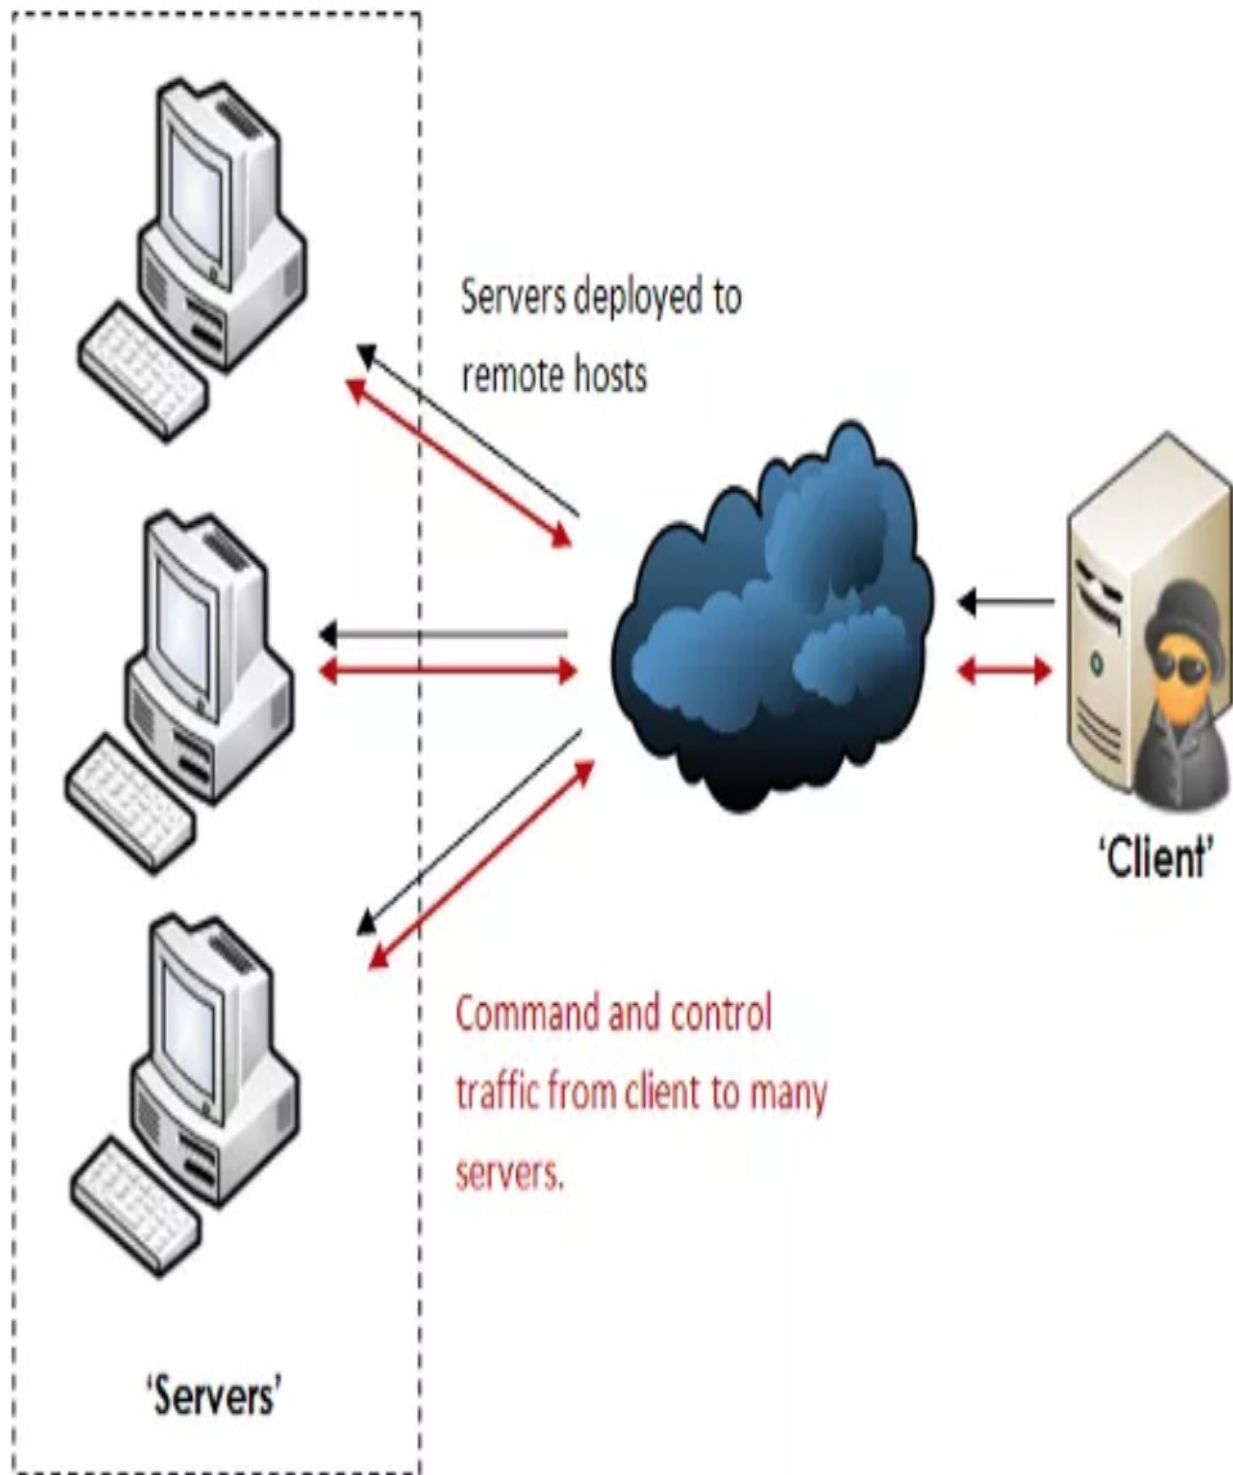 Servers deployed to
remote hosts
‘Client’
Command and control
traffic from client to many
servers.
‘Servers’